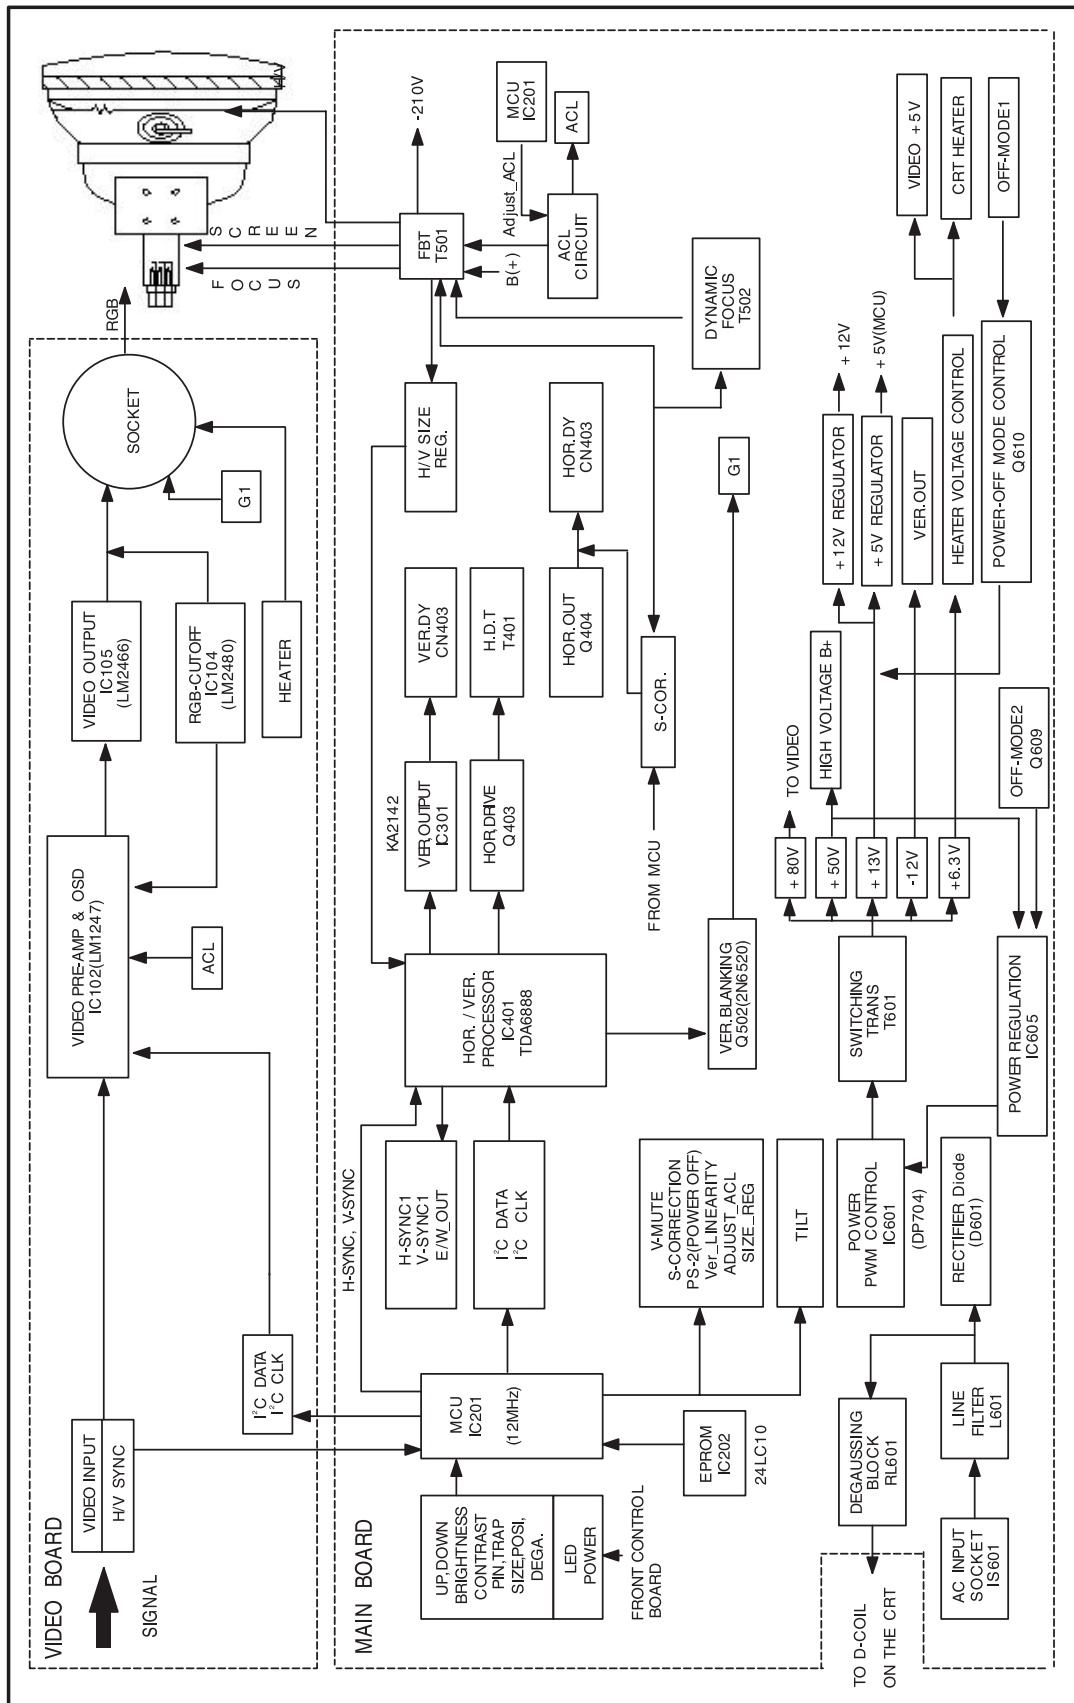 VIDEO BOARD
SIGNAL
VIDEO INPUT
H/V SYNC
I²C DATA
I²C CLK
VIDEO PRE-AMP & OSD
IC102(LM1247)
ACL
VIDEO OUTPUT
IC105
(LM2466)
RGB-CUTOFF
IC104
(LM2480)
HEATER
G1
SOCKET
RGB
FOCUS
SCREEN
H/V
MAIN BOARD
UP,DOWN
BRIGHTNESS
CONTRAST
PIN,TRAP
SIZE,POSI,
DEGA.
LED
POWER
FRONT CONTROL
BOARD
MCU
IC201
(12MHz)
EPROM
IC202
24LC10
H-SYNC, V-SYNC
H-SYNC1
V-SYNC1
E/W_OUT
I²C DATA
I²C CLK
V-MUTE
S-CORRECTION
PS-2(POWER OFF)
Ver_LINEARITY
ADJUST_ACL
SIZE_REG
TILT
HOR. / VER.
PROCESSOR
IC401
TDA6888
VER.BLANKING
Q502(2N6520)
G1
KA2142
VER,OUTPUT
IC301
HOR,DRIVE
Q403
VER.DY
CN403
H.D.T
T401
HOR.OUT
Q404
HOR.DY
CN403
S-COR.
FROM MCU
H/V SIZE
REG.
FBT
T501
-210V
B(+)
Adjust_ACL
MCU
IC201
ACL
ACL
CIRCUIT
DYNAMIC
FOCUS
T502
AC INPUT
SOCKET
IS601
LINE
FILTER
L601
DEGAUSSING
BLOCK
RL601
TO D-COIL
ON THE CRT
RECTIFIER Diode
(D601)
POWER
PWM CONTROL
IC601
(DP704)
SWITCHING
TRANS
T601
POWER REGULATION
IC605
+ 80V
+ 50V
+ 13V
-12V
+6.3V
TO VIDEO
HIGH VOLTAGE B+
OFF-MODE2
Q609
+12V REGULATOR
+ 5V REGULATOR
VER.OUT
HEATER VOLTAGE CONTROL
POWER-OFF MODE CONTROL
Q610
+ 12V
+ 5V(MCU)
VIDEO +5V
CRT HEATER
OFF-MODE1